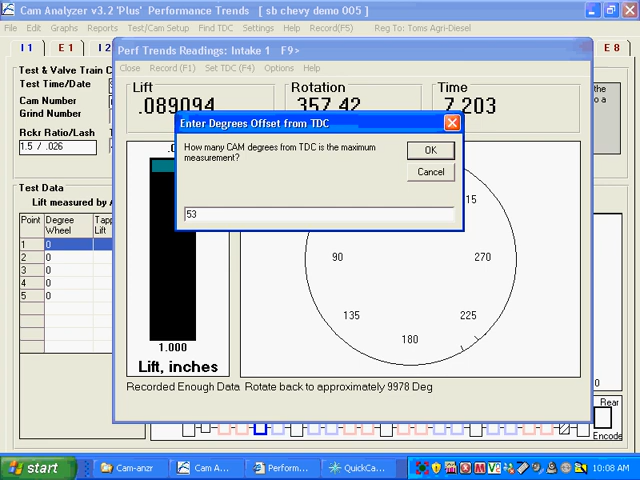 Cam Analyzer v3.2 'Plus' Performance Trends [ sb chevy demo 005 ]
File Edit Graphs Reports Test/Cam Setup Find TDC Settings Help Record(F5) Reg To: Toms Agri-Diesel
I 1 E 1 I 2 E 8
Perf Trends Readings: Intake 1 F9>
Close Record (F1) Set TDC (F4) Options Help
Test & Valve Train C
Test Time/Date
Cam Number
Grind Number
Rckr Ratio/Lash
1.5 / .026
Lift Rotation Time
.089094 357.42 7.203
Enter Degrees Offset from TDC
How many CAM degrees from TDC is the maximum
measurement?
OK
Cancel
53
the
to a
Test Data
Lift measured by A
Point Degree Wheel Tapp Lift
1 0
2 0
3 0
4 0
5 0
15
90 270
135 225
180
1.000
Lift, inches
Recorded Enough Data Rotate back to approximately 9978 Deg
0
Rear
Encode
start Cam-anzr Cam A... Perform... QuickCa... 10:08 AM